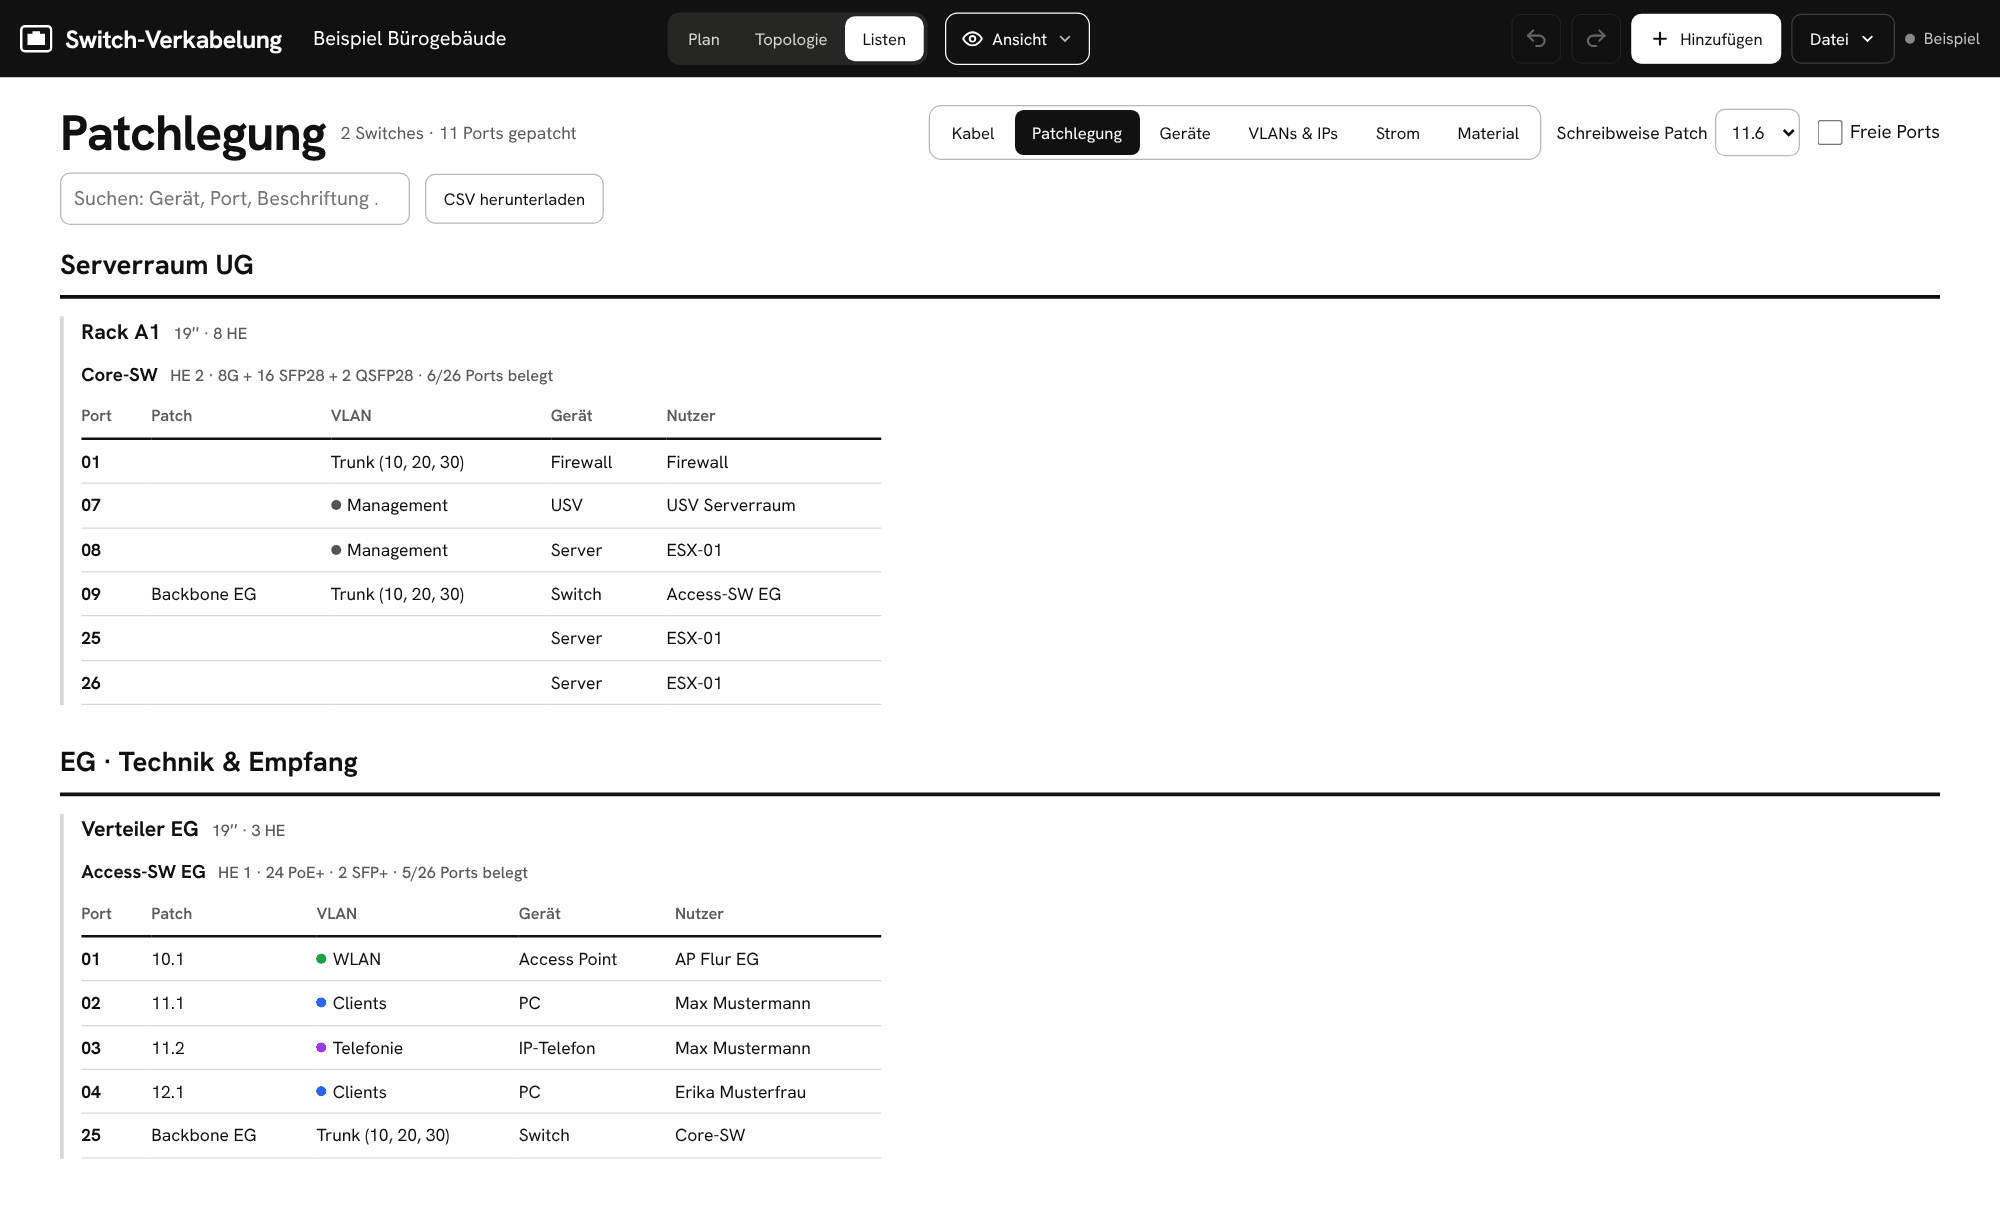 Switch-Verkabelung Beispiel Bürogebäude Plan Topologie Listen Ansicht Hinzufügen Datei Beispiel
Patchlegung 2 Switches · 11 Ports gepatcht Kabel Patchlegung Geräte VLANs & IPs Strom Material Schreibweise Patch 11.6 Freie Ports
Suchen: Gerät, Port, Beschriftung . CSV herunterladen
Serverraum UG
Rack A1 19″ · 8 HE
Core-SW HE 2 · 8G + 16 SFP28 + 2 QSFP28 · 6/26 Ports belegt
Port Patch VLAN Gerät Nutzer
01 Trunk (10, 20, 30) Firewall Firewall
07 Management USV USV Serverraum
08 Management Server ESX-01
09 Backbone EG Trunk (10, 20, 30) Switch Access-SW EG
25 Server ESX-01
26 Server ESX-01
EG · Technik & Empfang
Verteiler EG 19″ · 3 HE
Access-SW EG HE 1 · 24 PoE+ · 2 SFP+ · 5/26 Ports belegt
Port Patch VLAN Gerät Nutzer
01 10.1 WLAN Access Point AP Flur EG
02 11.1 Clients PC Max Mustermann
03 11.2 Telefonie IP-Telefon Max Mustermann
04 12.1 Clients PC Erika Musterfrau
25 Backbone EG Trunk (10, 20, 30) Switch Core-SW